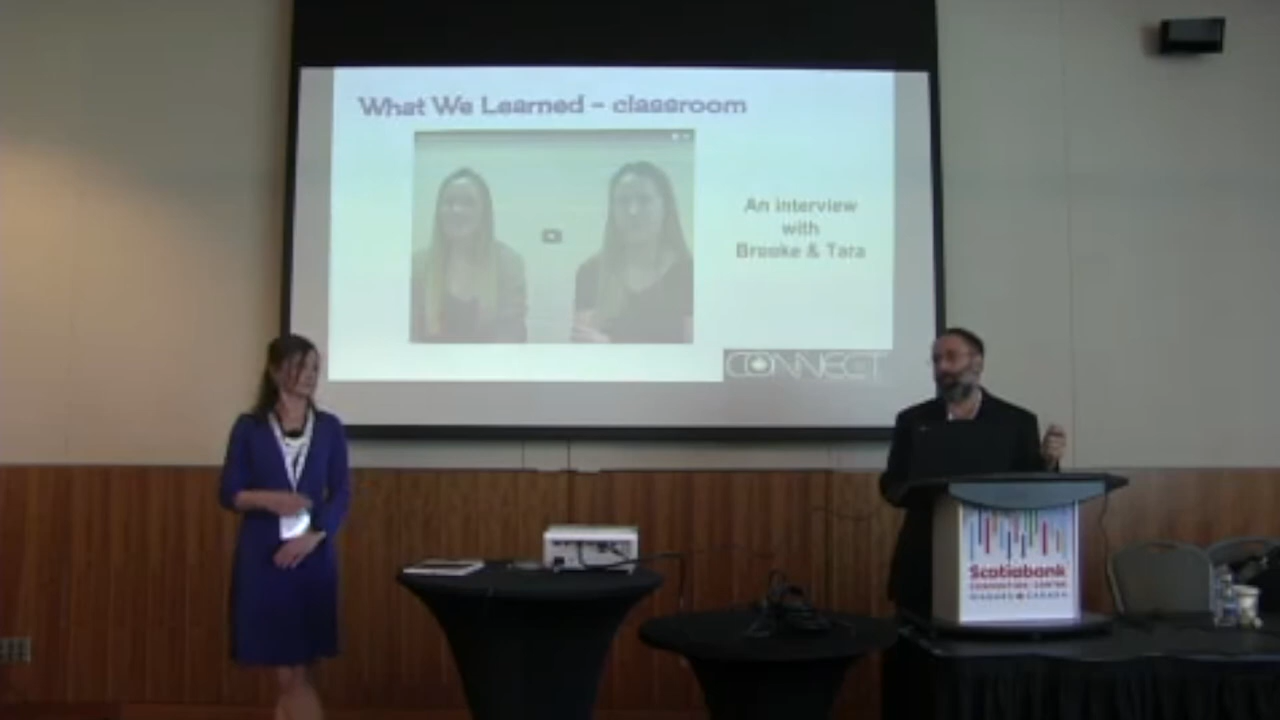 What We Learned - classroom
An interview
with
Brooke & Tara
CONNECT
Scotiabank
CONVENTION CENTRE
NIAGARA CANADA